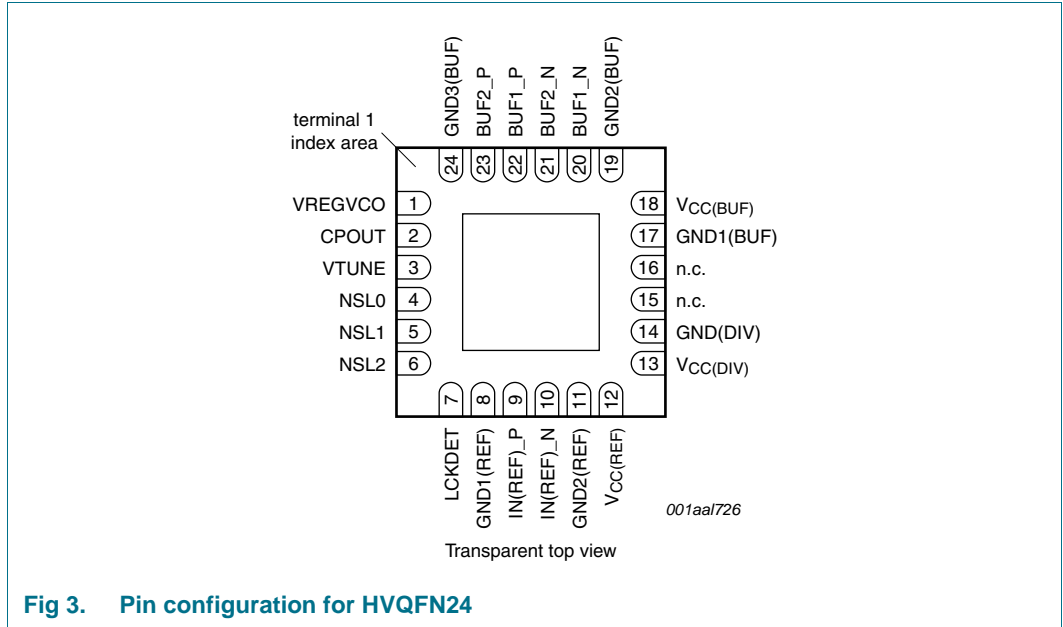 GND3(BUF)
BUF2_P
BUF1_P
BUF2_N
BUF1_N
GND2(BUF)
terminal 1
index area
24
23
22
21
20
19
VREGVCO 1
CPOUT 2
VTUNE 3
NSL0 4
NSL1 5
NSL2 6
18 VCC(BUF)
17 GND1(BUF)
16 n.c.
15 n.c.
14 GND(DIV)
13 VCC(DIV)
7
8
9
10
11
12
LCKDET
GND1(REF)
IN(REF)_P
IN(REF)_N
GND2(REF)
VCC(REF)
001aal726
Transparent top view
Fig 3. Pin configuration for HVQFN24